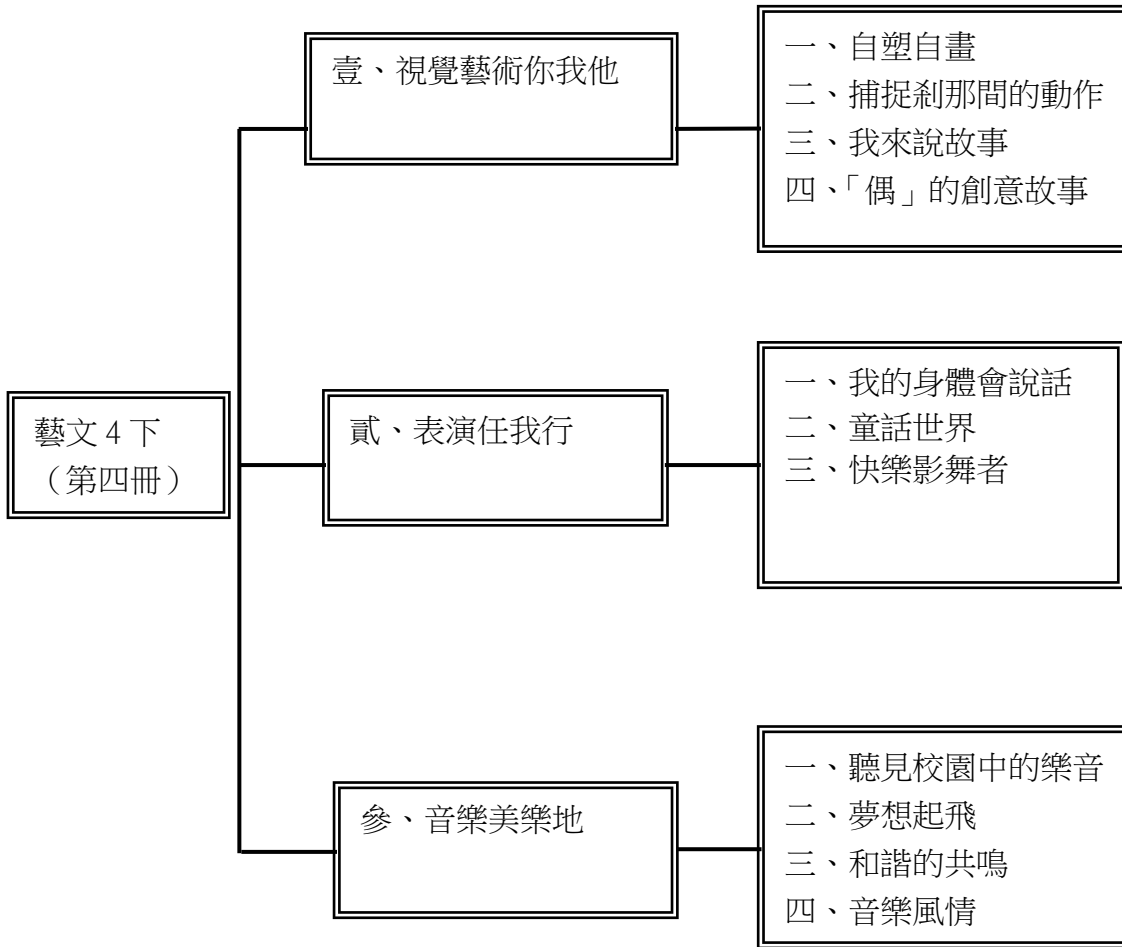 壹、視覺藝術你我他
一、自塑自畫
二、捕捉剎那間的動作
三、我來說故事
四、「偶」的創意故事
藝文4下
（第四冊）
貳、表演任我行
一、我的身體會說話
二、童話世界
三、快樂影舞者
參、音樂美樂地
一、聽見校園中的樂音
二、夢想起飛
三、和諧的共鳴
四、音樂風情